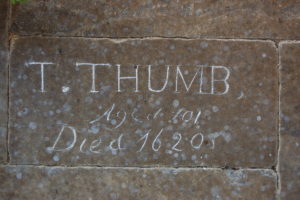 T. THUMB,
Aged 101
Died 1620